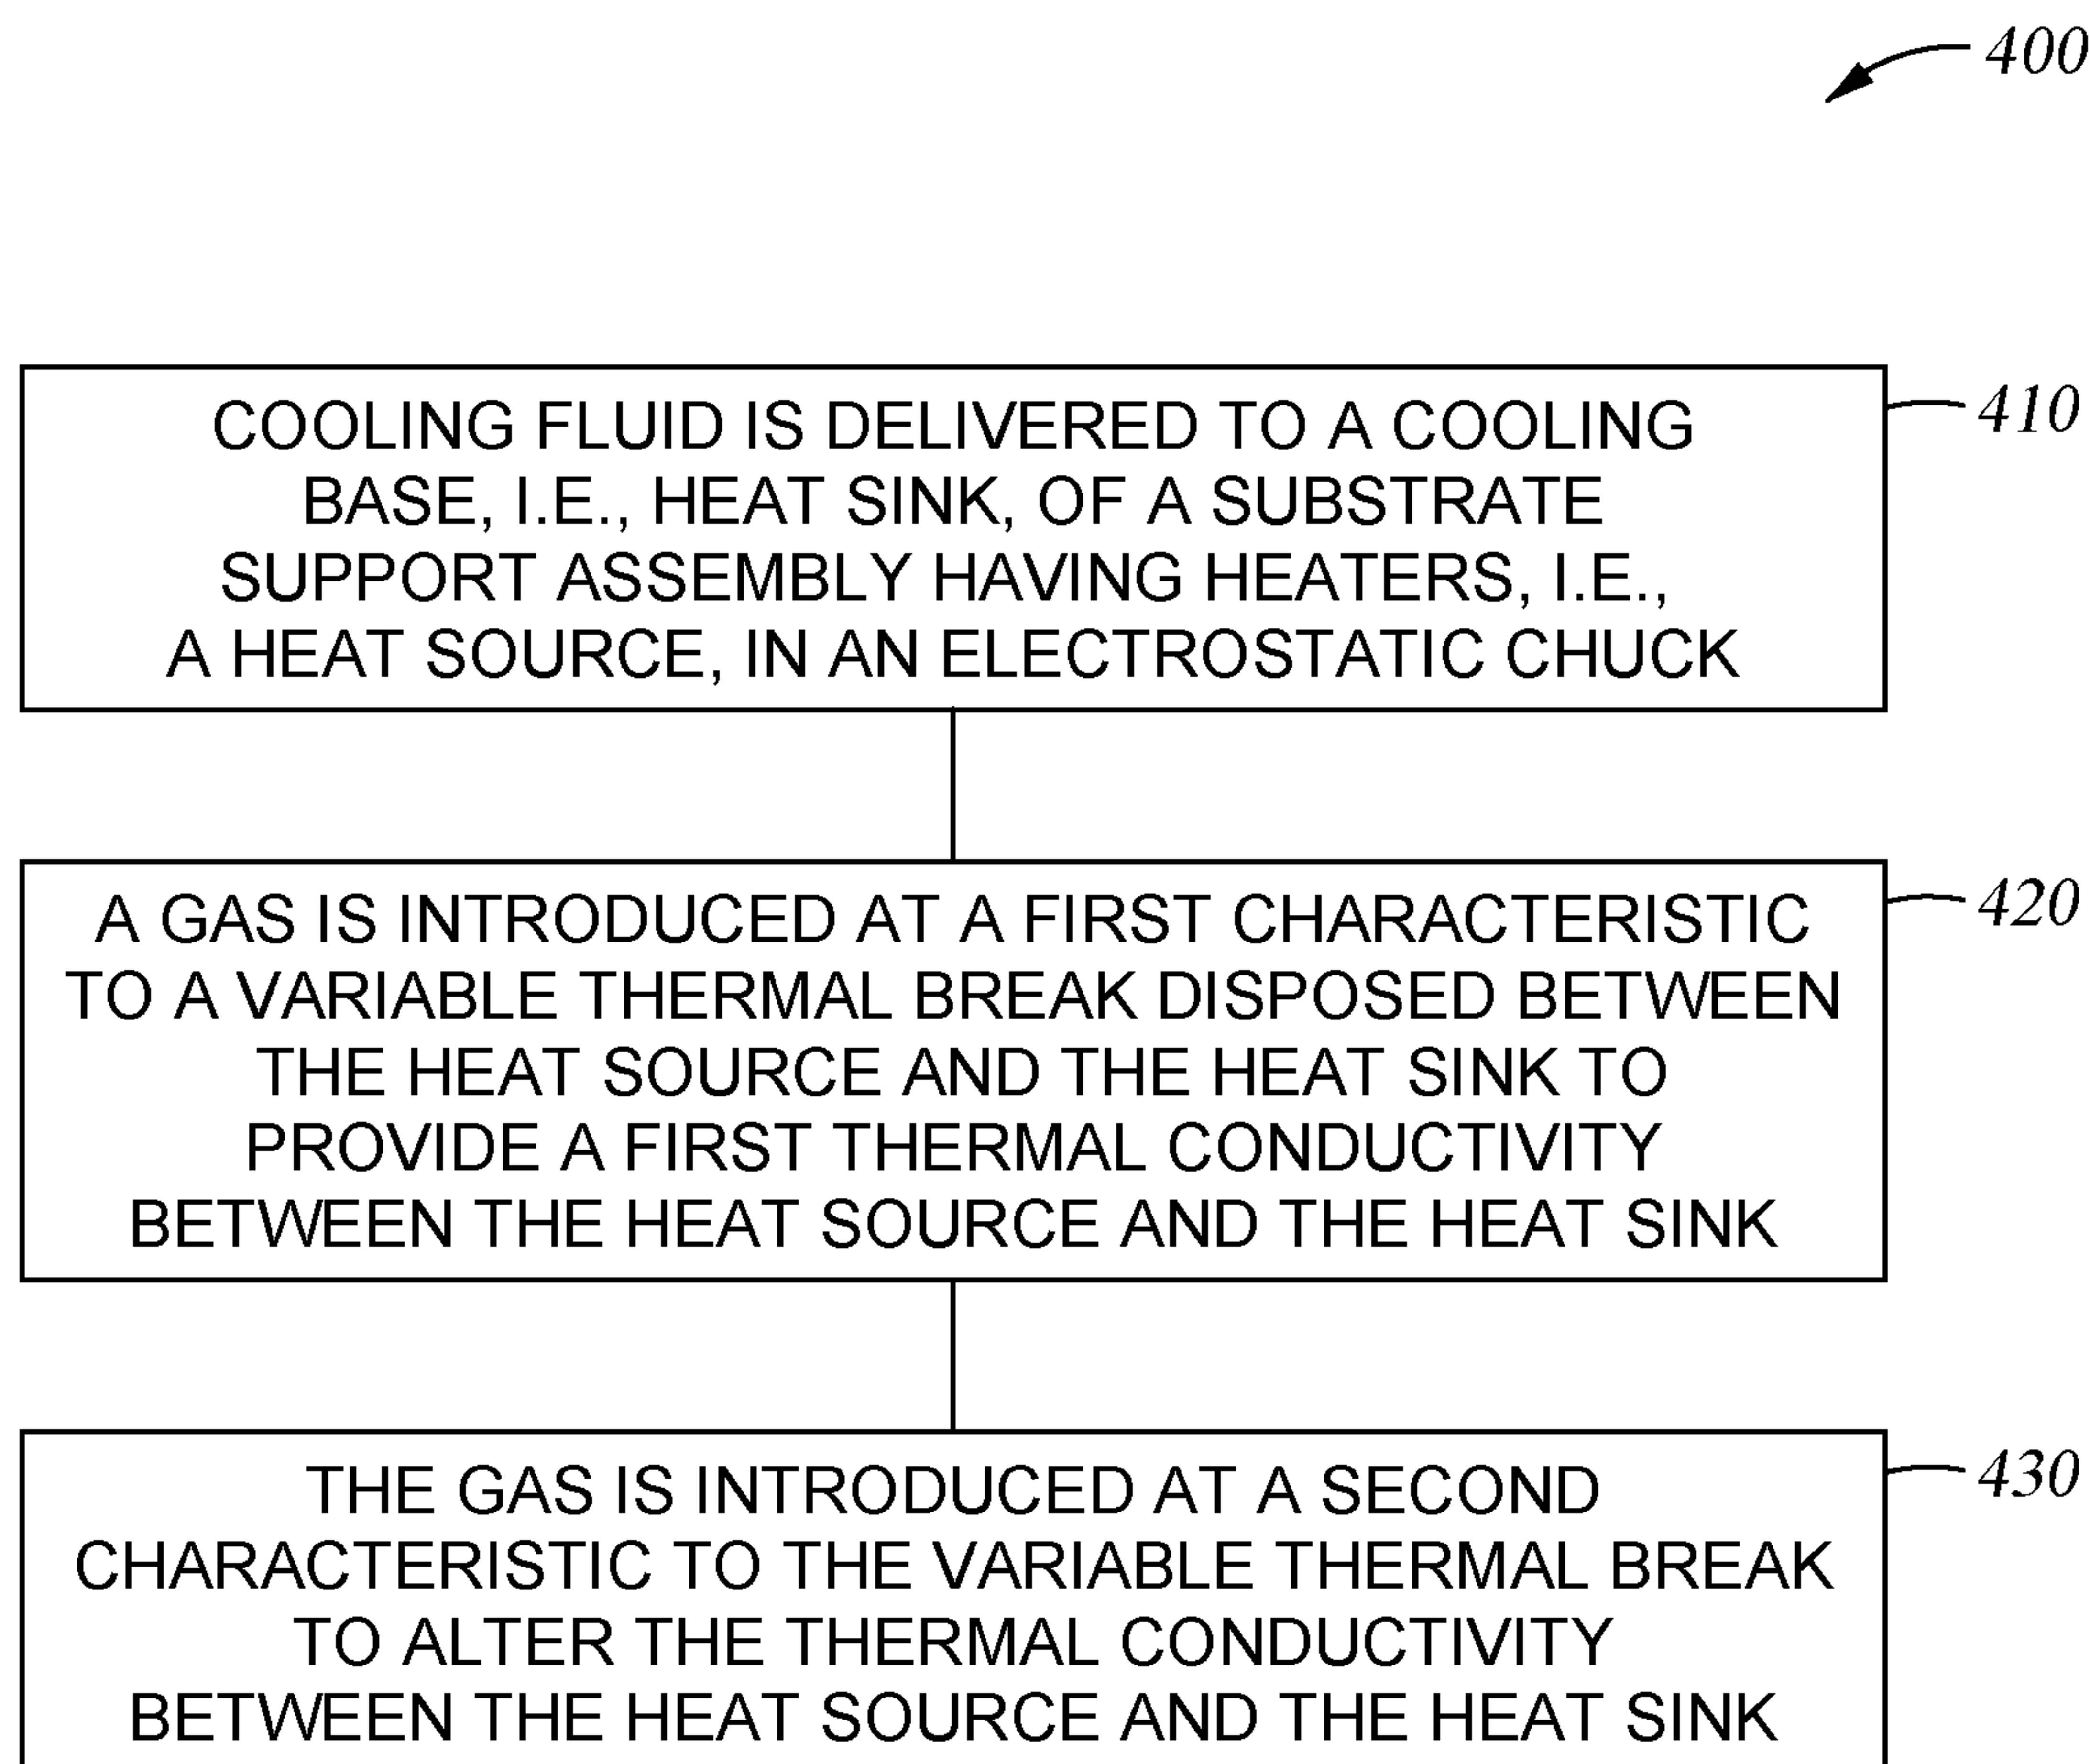 400
COOLING FLUID IS DELIVERED TO A COOLING
BASE, I.E., HEAT SINK, OF A SUBSTRATE
SUPPORT ASSEMBLY HAVING HEATERS, I.E.,
A HEAT SOURCE, IN AN ELECTROSTATIC CHUCK
410
A GAS IS INTRODUCED AT A FIRST CHARACTERISTIC
TO A VARIABLE THERMAL BREAK DISPOSED BETWEEN
THE HEAT SOURCE AND THE HEAT SINK TO
PROVIDE A FIRST THERMAL CONDUCTIVITY
BETWEEN THE HEAT SOURCE AND THE HEAT SINK
420
THE GAS IS INTRODUCED AT A SECOND
CHARACTERISTIC TO THE VARIABLE THERMAL BREAK
TO ALTER THE THERMAL CONDUCTIVITY
BETWEEN THE HEAT SOURCE AND THE HEAT SINK
430